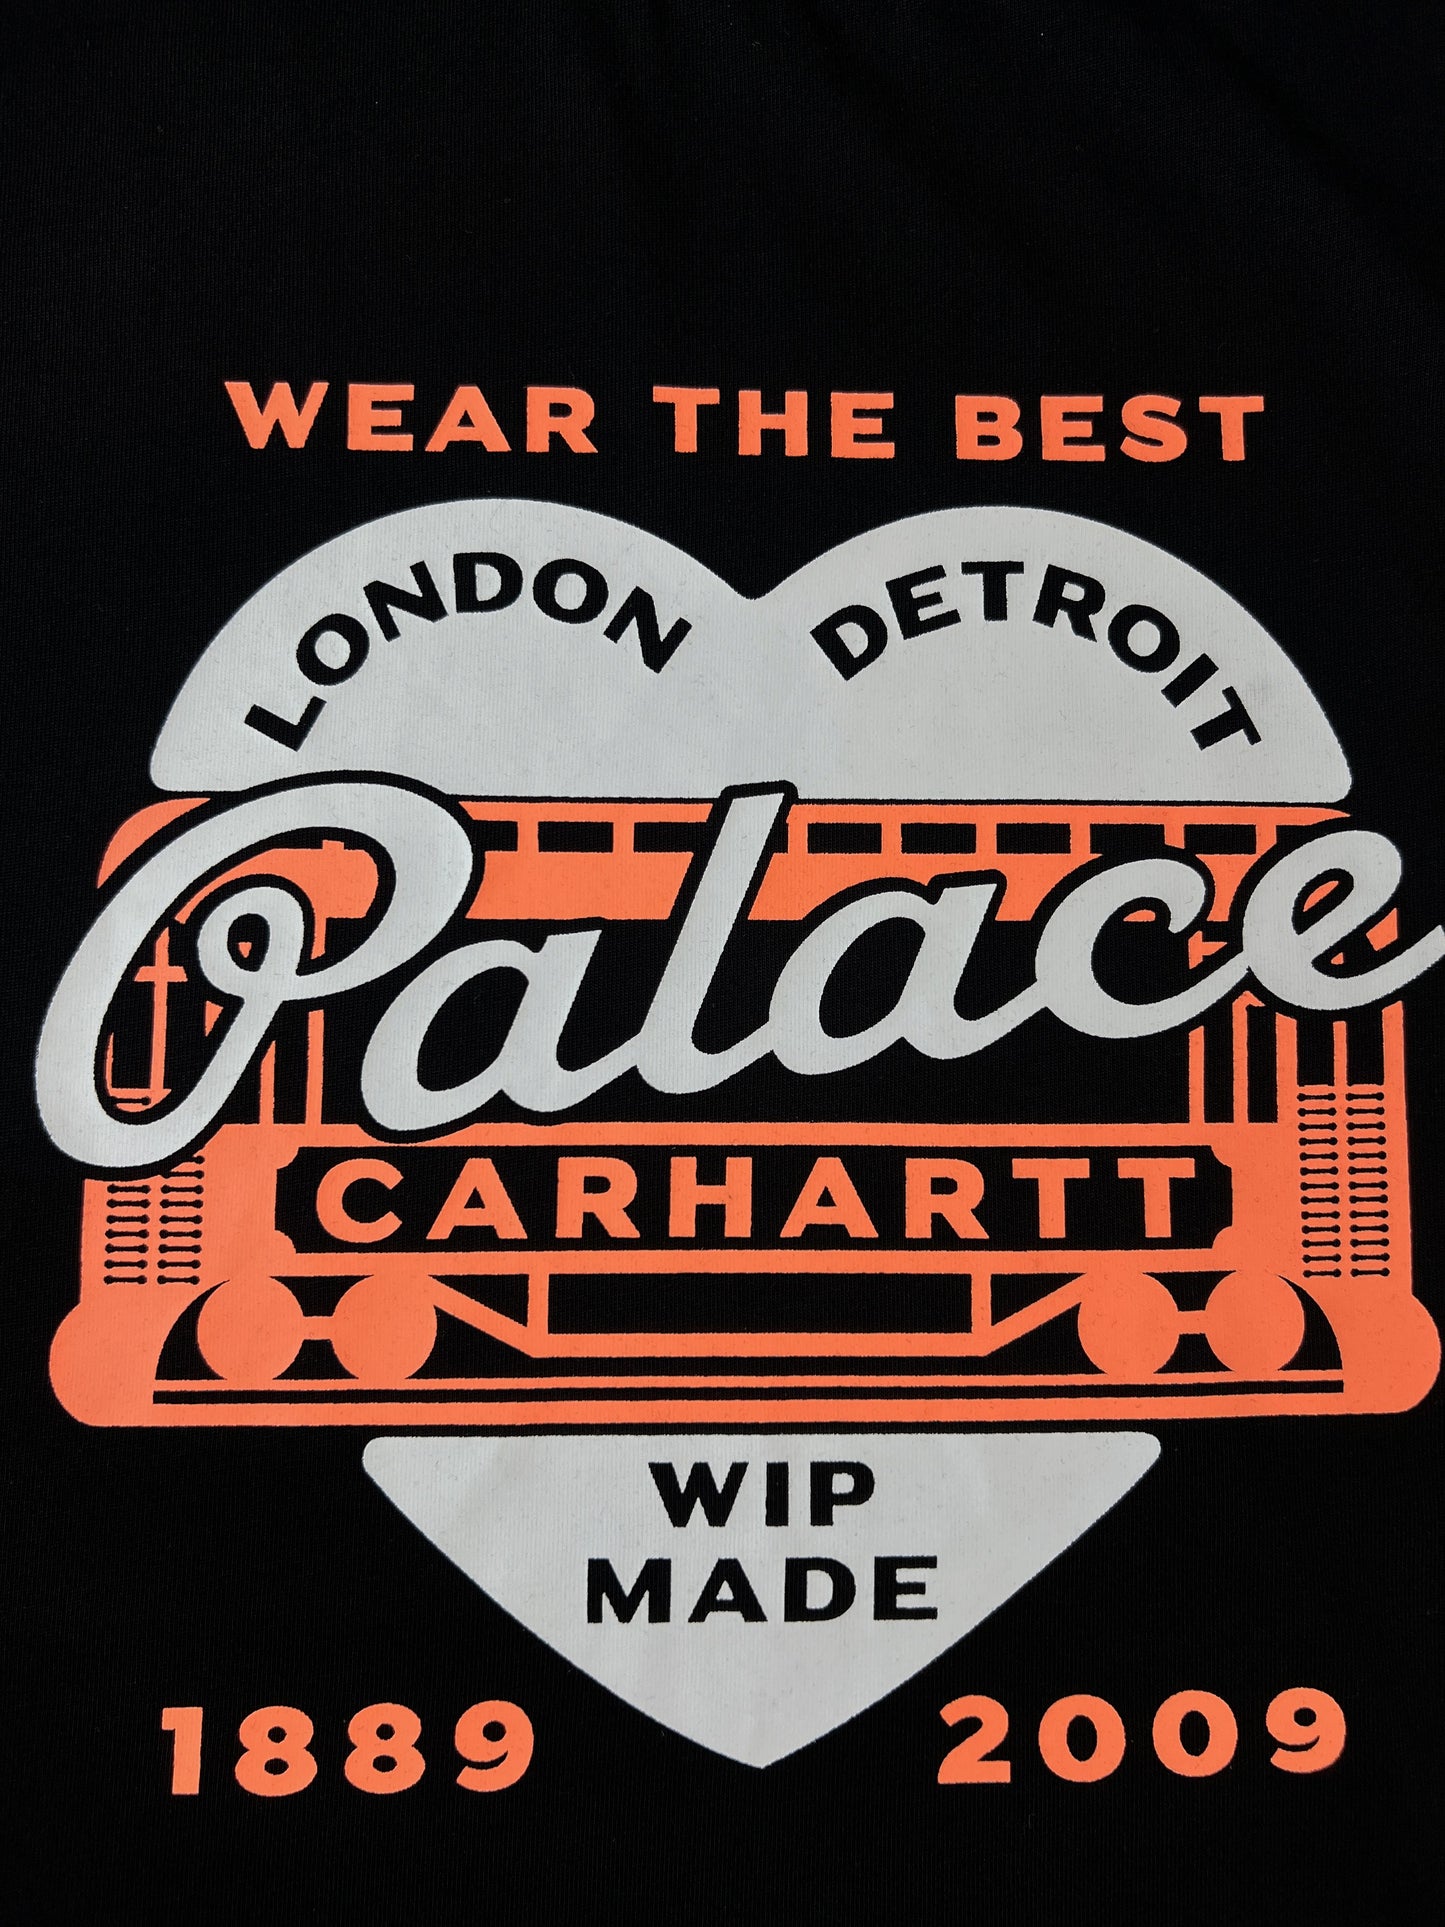 WEAR THE BEST
LONDON DETROIT
Palace
CARHARTT
WIP
MADE
1889 2009